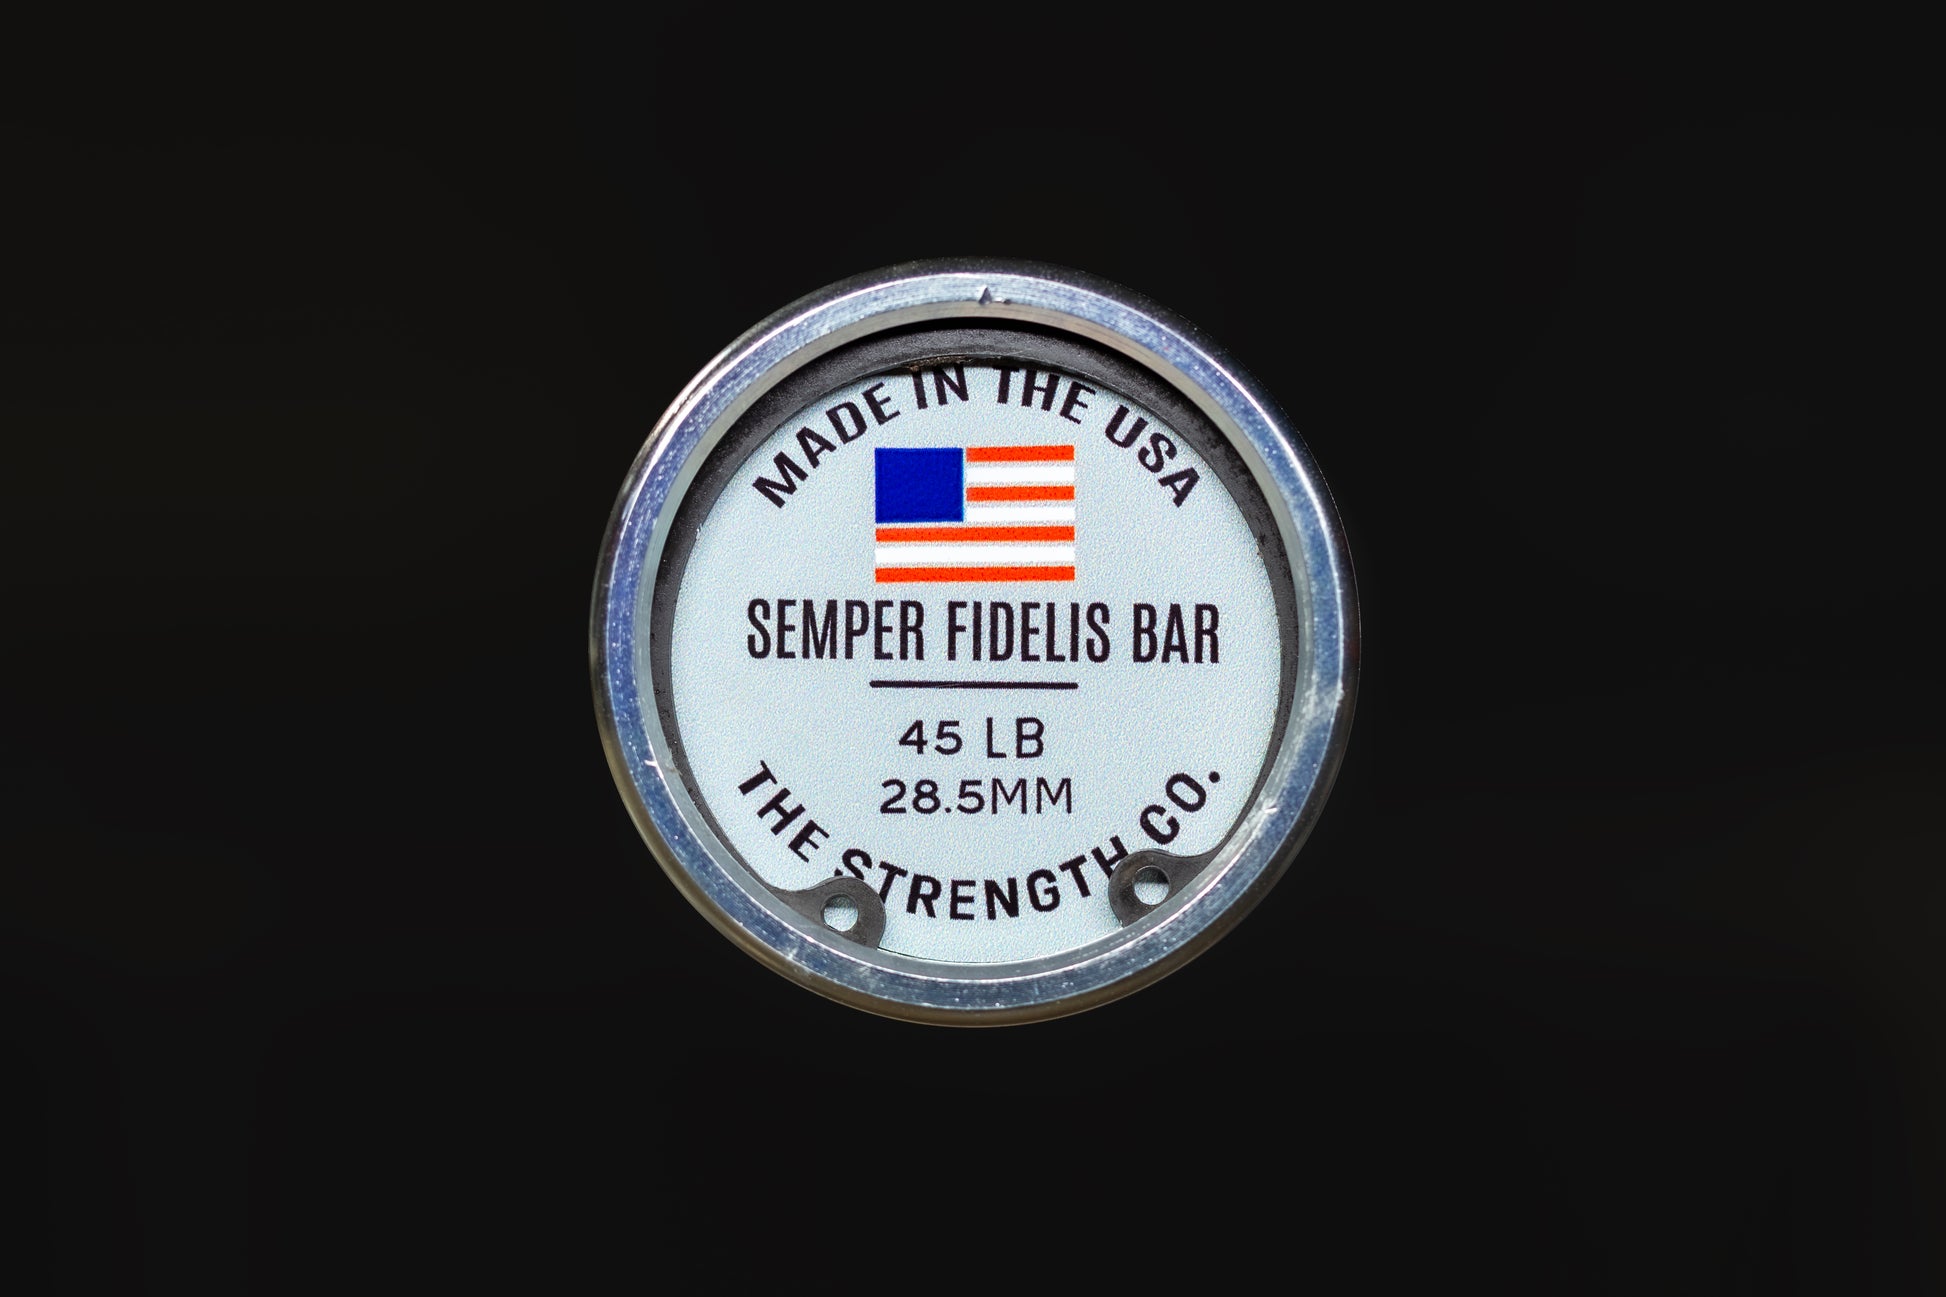 MADE IN THE USA
SEMPER FIDELIS BAR
45 LB
28.5MM
THE STRENGTH CO.